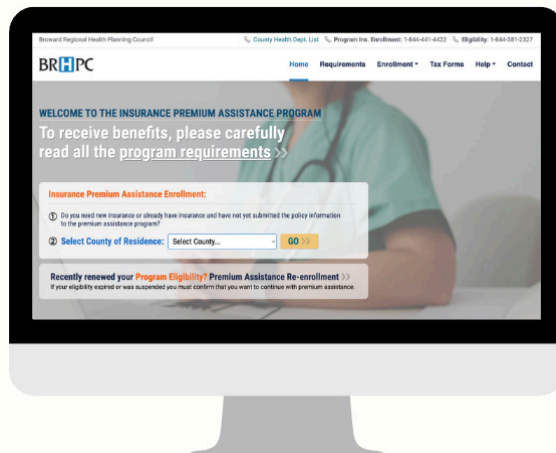 Broward Regional Health Planning Council
County Health Dept. List
Program Ins. Enrollment: 1-844-441-4422
Eligibility: 1-844-381-2327
BRHPC
Home Requirements Enrollment Tax Forms Help Contact
WELCOME TO THE INSURANCE PREMIUM ASSISTANCE PROGRAM
To receive benefits, please carefully
read all the program requirements >>
Insurance Premium Assistance Enrollment:
1 Do you need new insurance or already have insurance and have not yet submitted the policy information
to the premium assistance program?
2 Select County of Residence: Select County... GO >>
Recently renewed your Program Eligibility? Premium Assistance Re-enrollment >>
If your eligibility expired or was suspended you must confirm that you want to continue with premium assistance.